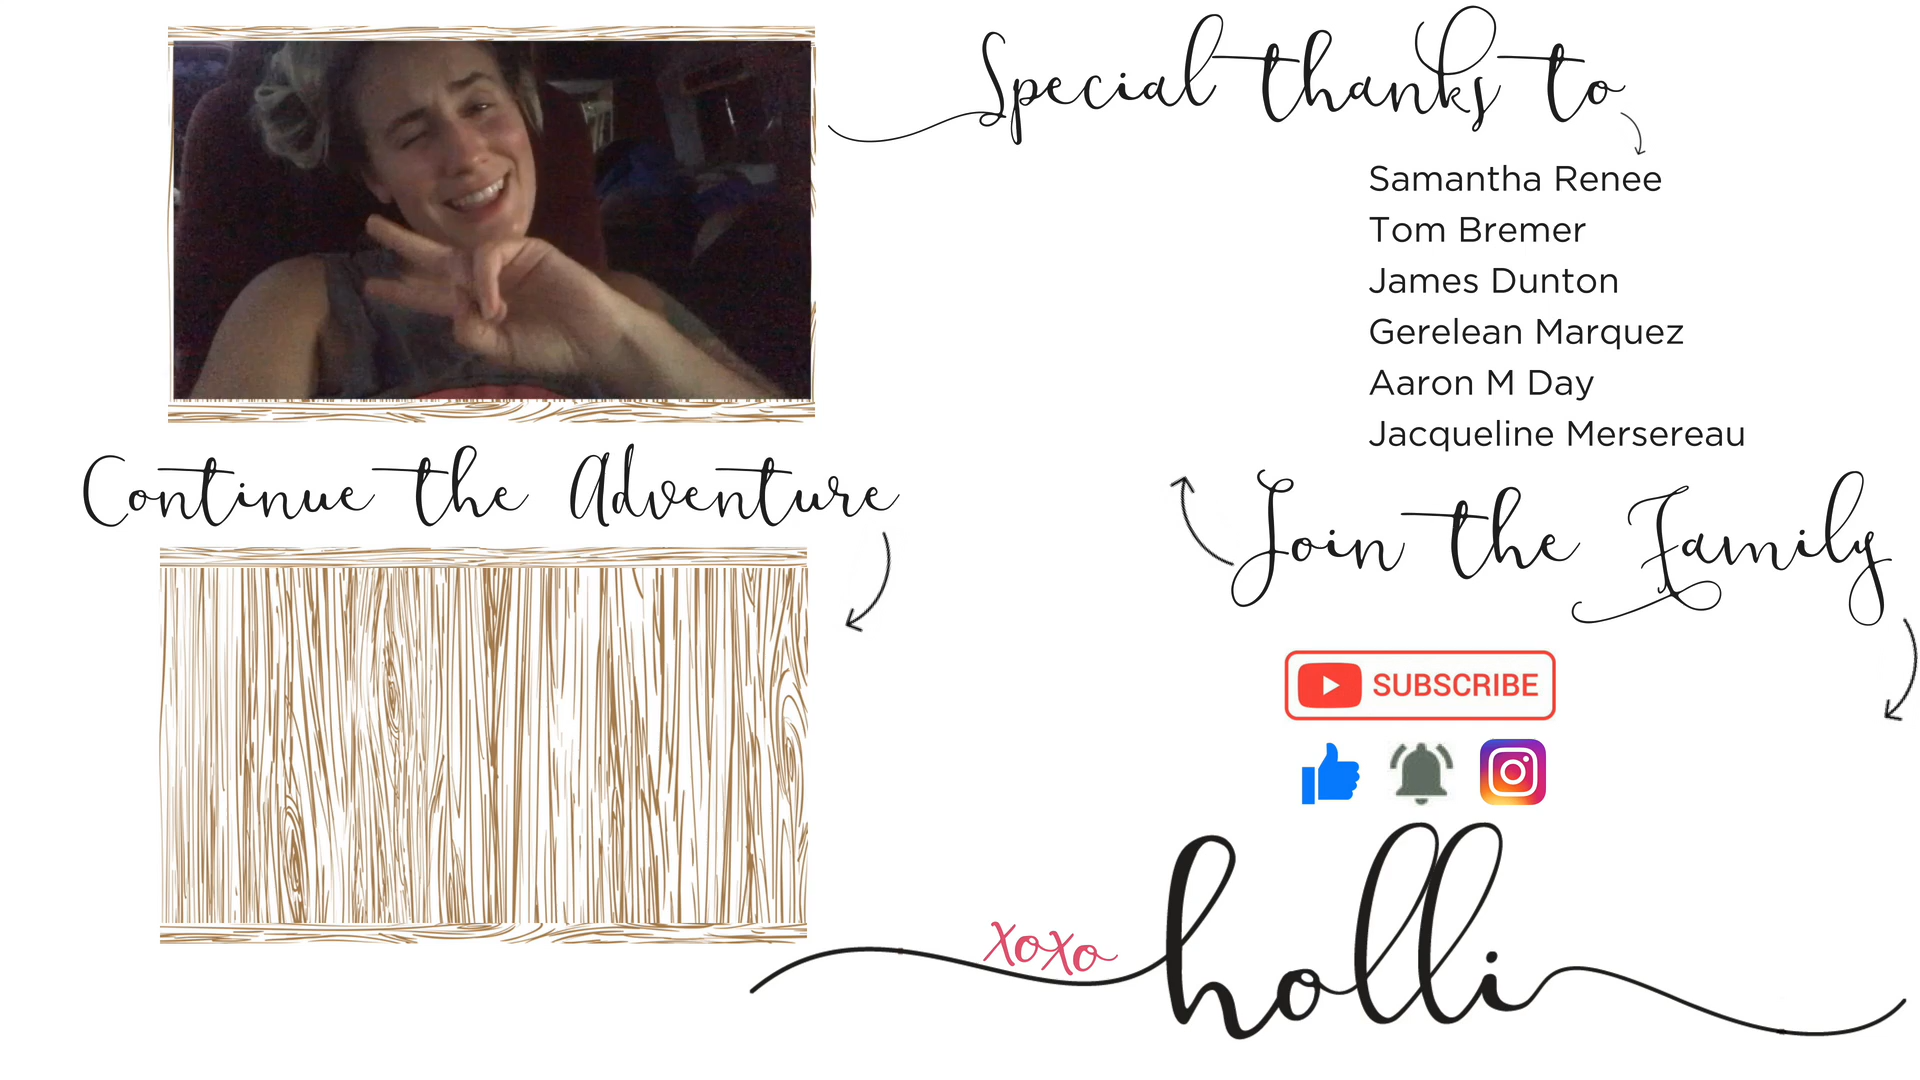 Special thanks to
Samantha Renee
Tom Bremer
James Dunton
Gerelean Marquez
Aaron M Day
Jacqueline Mersereau
Continue the Adventure
Join the Family
SUBSCRIBE
xoxo
holli